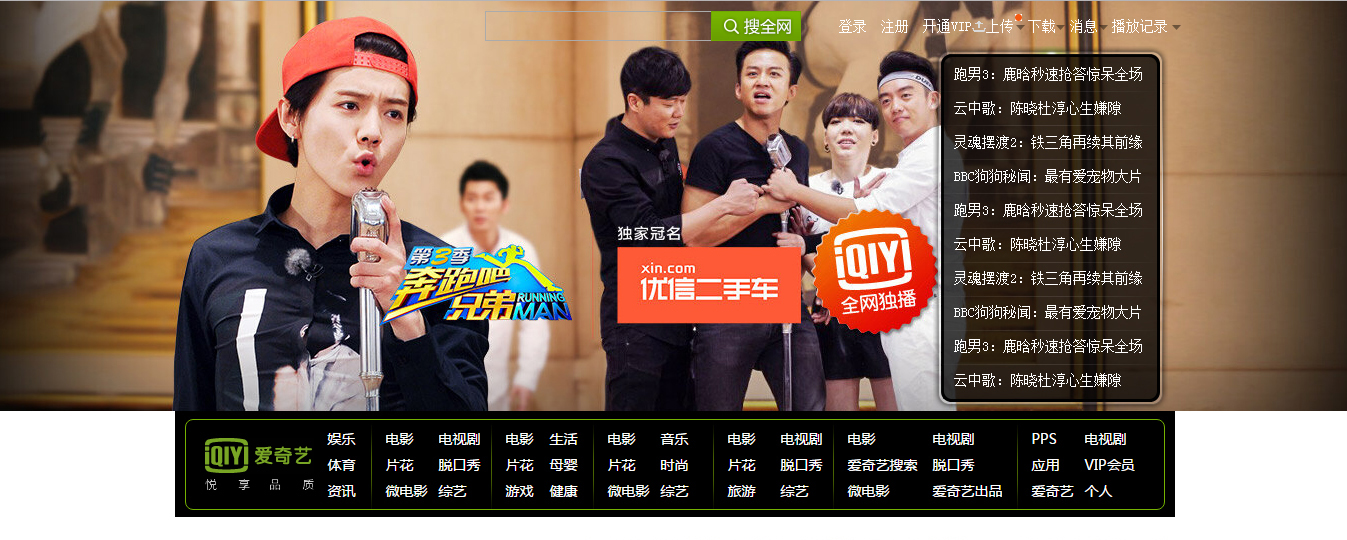 搜全网
登录 注册 开通VIP 上传 下载 消息 播放记录
跑男3：鹿晗秒速抢答惊呆全场
云中歌：陈晓杜淳心生嫌隙
灵魂摆渡2：铁三角再续其前缘
BBC狗狗秘闻：最有爱宠物大片
跑男3：鹿晗秒速抢答惊呆全场
云中歌：陈晓杜淳心生嫌隙
灵魂摆渡2：铁三角再续其前缘
BBC狗狗秘闻：最有爱宠物大片
跑男3：鹿晗秒速抢答惊呆全场
云中歌：陈晓杜淳心生嫌隙
第3季
奔跑吧
兄弟 RUNNING MAN
独家冠名
xin.com
优信二手车
iQIYI
全网独播
iQIYI 爱奇艺
悦 享 品 质
娱乐 电影 电视剧 电影 生活 电影 音乐 电影 电视剧 电影 电视剧 PPS 电视剧
体育 片花 脱口秀 片花 母婴 片花 时尚 片花 脱口秀 爱奇艺搜索 脱口秀 应用 VIP会员
资讯 微电影 综艺 游戏 健康 微电影 综艺 旅游 综艺 微电影 爱奇艺出品 爱奇艺 个人